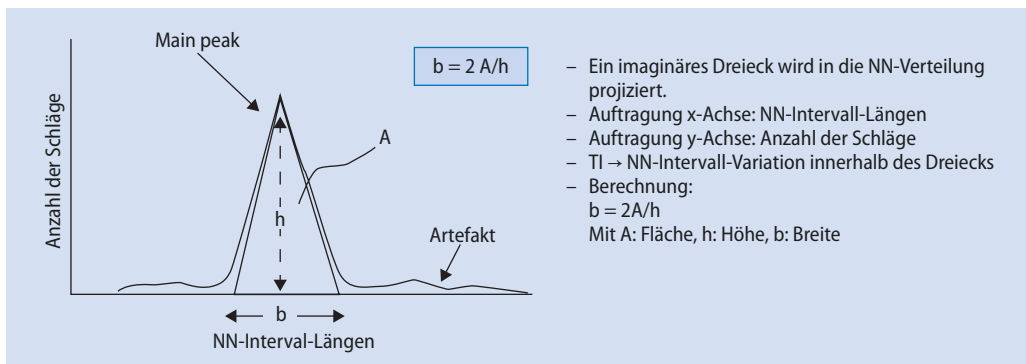 Main peak
b = 2 A/h
A
h
Artefakt
Anzahl der Schläge
b
NN-Interval-Längen
– Ein imaginäres Dreieck wird in die NN-Verteilung
projiziert.
– Auftragung x-Achse: NN-Intervall-Längen
– Auftragung y-Achse: Anzahl der Schläge
– TI → NN-Intervall-Variation innerhalb des Dreiecks
– Berechnung:
b = 2A/h
Mit A: Fläche, h: Höhe, b: Breite